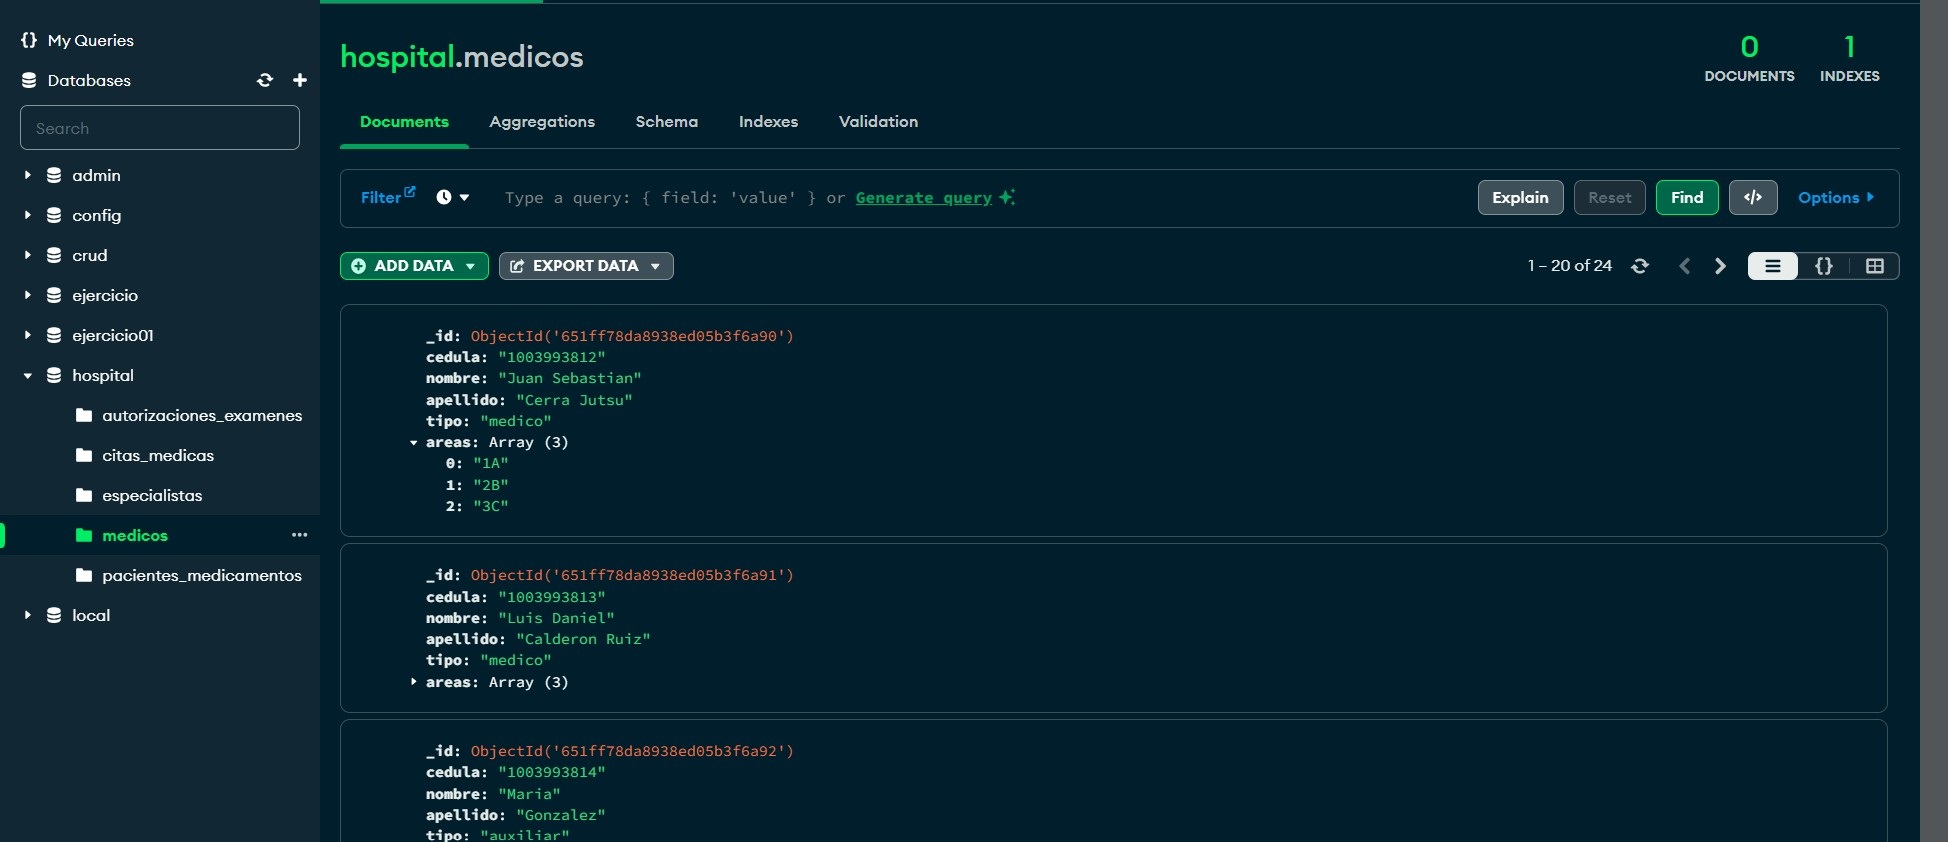 {} My Queries
Databases
Search
admin
config
crud
ejercicio
ejercicio01
hospital
autorizaciones_examenes
citas_medicas
especialistas
medicos
pacientes_medicamentos
local
hospital.medicos
0 DOCUMENTS
1 INDEXES
Documents Aggregations Schema Indexes Validation
Filter Type a query: { field: 'value' } or Generate query Explain Reset Find </> Options
ADD DATA EXPORT DATA 1 – 20 of 24 {}
_id: ObjectId('651ff78da8938ed05b3f6a90')
cedula: "1003993812"
nombre: "Juan Sebastian"
apellido: "Cerra Jutsu"
tipo: "medico"
areas: Array (3)
0: "1A"
1: "2B"
2: "3C"
_id: ObjectId('651ff78da8938ed05b3f6a91')
cedula: "1003993813"
nombre: "Luis Daniel"
apellido: "Calderon Ruiz"
tipo: "medico"
areas: Array (3)
_id: ObjectId('651ff78da8938ed05b3f6a92')
cedula: "1003993814"
nombre: "Maria"
apellido: "Gonzalez"
tipo: "auxiliar"